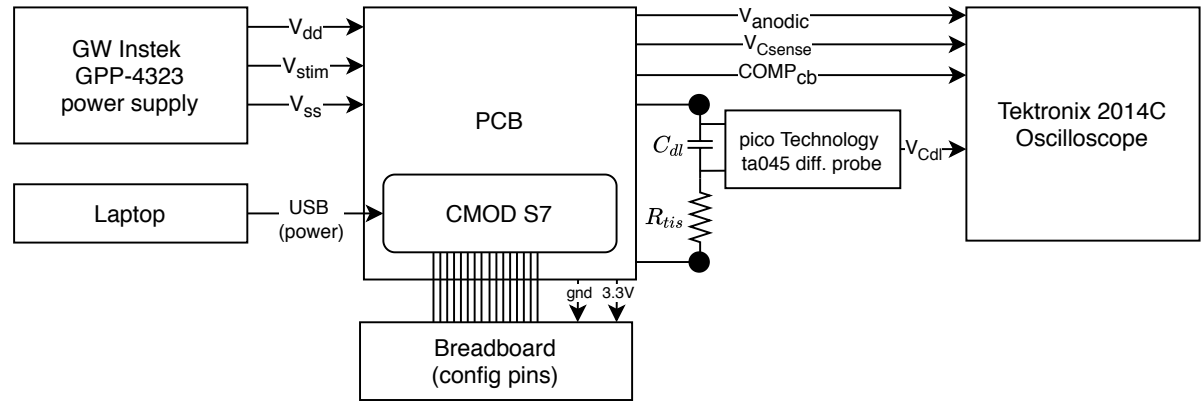 GW Instek
GPP-4323
power supply
V_dd
V_stim
V_ss
PCB
V_anodic
V_Csense
COMP_cb
Tektronix 2014C
Oscilloscope
C_dl
pico Technology
ta045 diff. probe
V_Cdl
R_tis
Laptop
USB
(power)
CMOD S7
gnd
3.3V
Breadboard
(config pins)